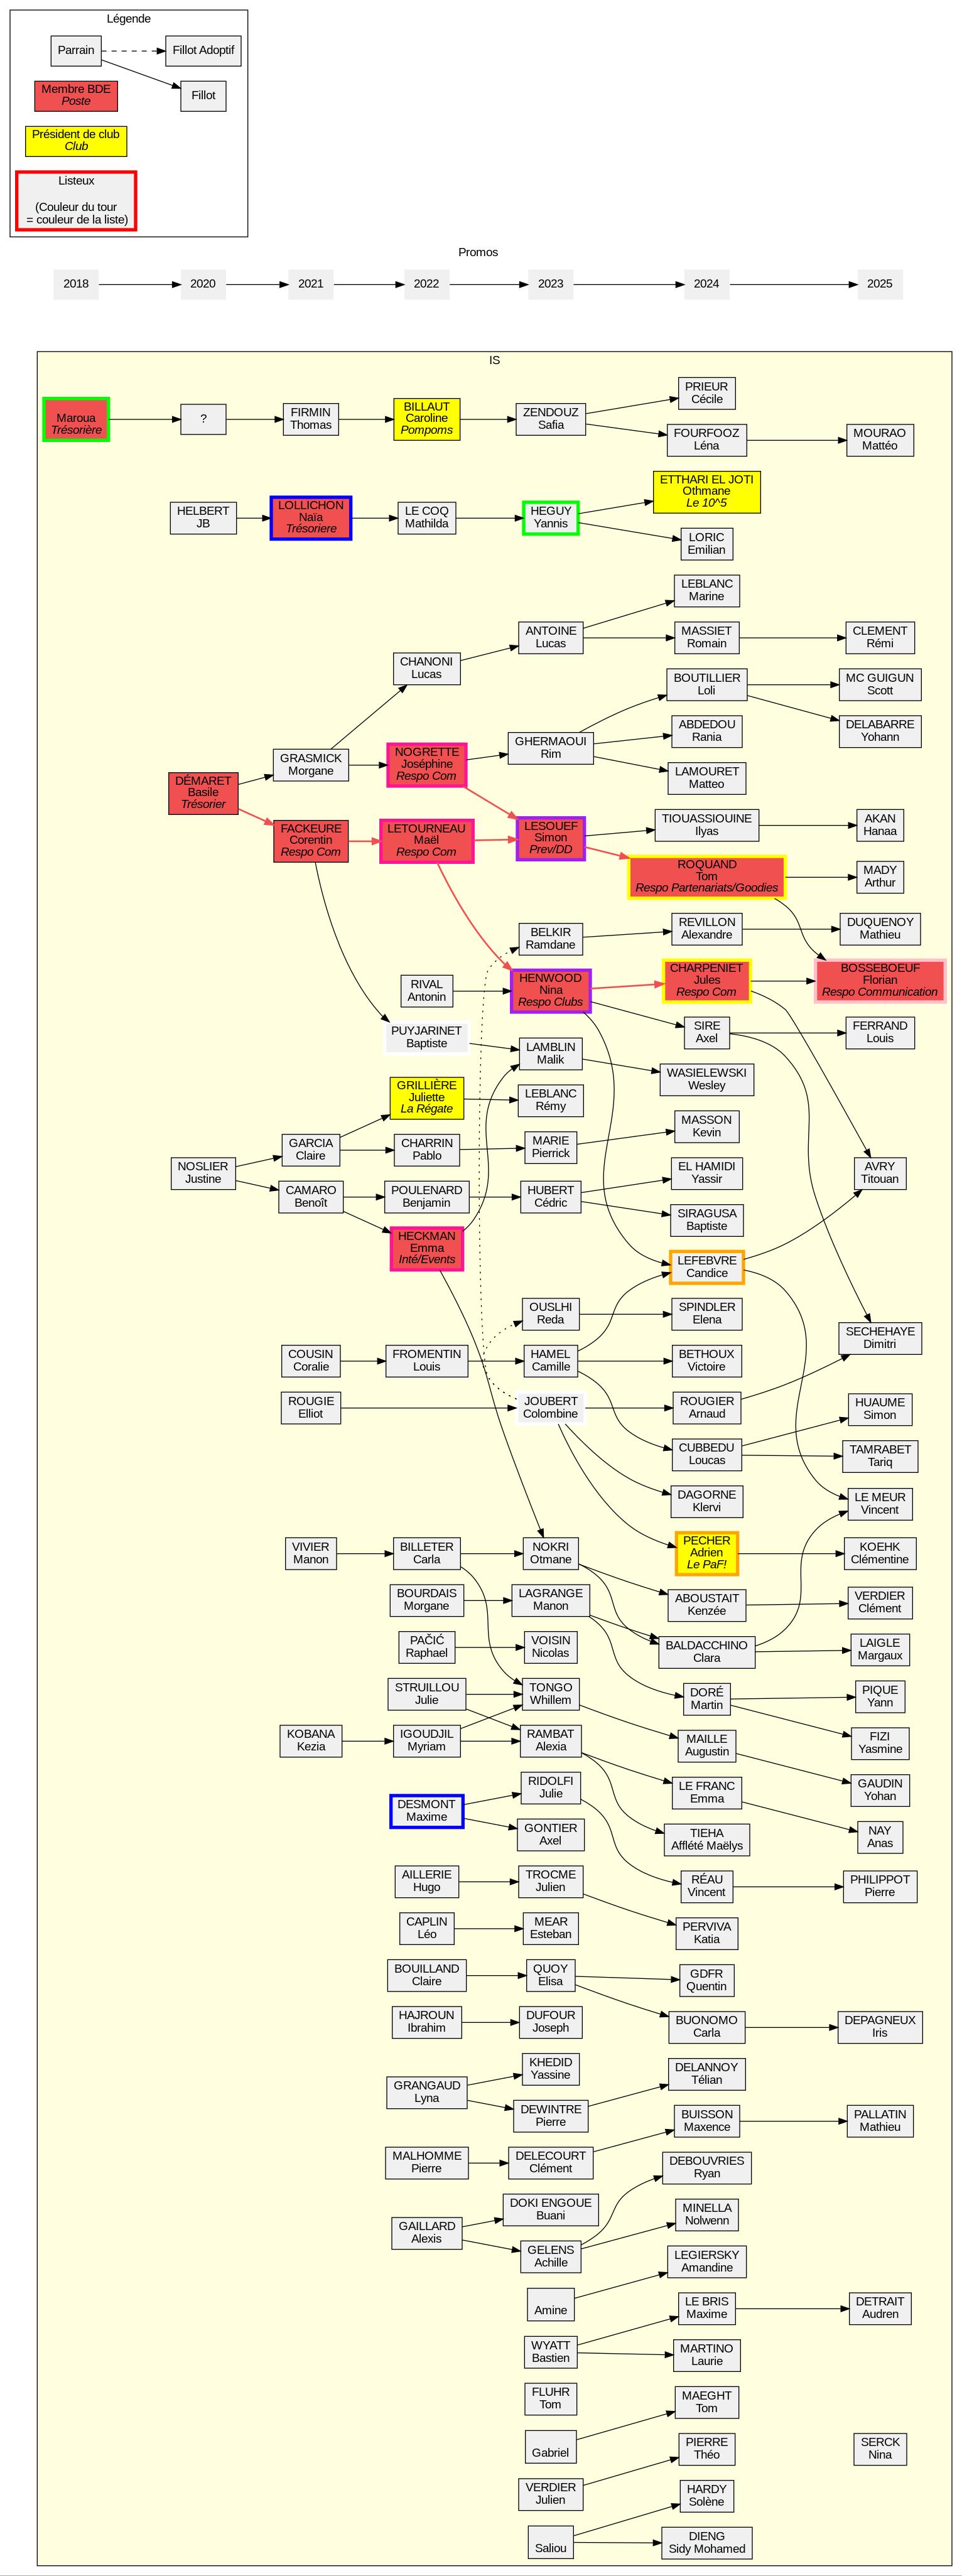 Légende
Parrain
Fillot Adoptif
Fillot
Membre BDE
Poste
Président de club
Club
Listeux
(Couleur du tour
= couleur de la liste)
Promos
2018
2020
2021
2022
2023
2024
2025
IS
Maroua
Trésorière
?
FIRMIN
Thomas
BILLAUT
Caroline
Pompoms
ZENDOUZ
Safia
PRIEUR
Cécile
FOURFOOZ
Léna
MOURAO
Mattéo
HELBERT
JB
LOLLICHON
Naïa
Trésoriere
LE COQ
Mathilda
HEGUY
Yannis
ETTHARI EL JOTI
Othmane
Le 10^5
LORIC
Emilian
LEBLANC
Marine
ANTOINE
Lucas
MASSIET
Romain
CLEMENT
Rémi
CHANONI
Lucas
BOUTILLIER
Loli
MC GUIGUN
Scott
ABDEDOU
Rania
DELABARRE
Yohann
GRASMICK
Morgane
NOGRETTE
Joséphine
Respo Com
GHERMAOUI
Rim
LAMOURET
Matteo
DÉMARET
Basile
Trésorier
FACKEURE
Corentin
Respo Com
LETOURNEAU
Maël
Respo Com
LESOUEF
Simon
Prev/DD
TIOUASSIOUINE
Ilyas
AKAN
Hanaa
ROQUAND
Tom
Respo Partenariats/Goodies
MADY
Arthur
BELKIR
Ramdane
REVILLON
Alexandre
DUQUENOY
Mathieu
RIVAL
Antonin
HENWOOD
Nina
Respo Clubs
CHARPENIET
Jules
Respo Com
BOSSEBOEUF
Florian
Respo Communication
PUYJARINET
Baptiste
SIRE
Axel
FERRAND
Louis
LAMBLIN
Malik
WASIELEWSKI
Wesley
GRILLIÈRE
Juliette
La Régate
LEBLANC
Rémy
MASSON
Kevin
GARCIA
Claire
CHARRIN
Pablo
MARIE
Pierrick
NOSLIER
Justine
EL HAMIDI
Yassir
AVRY
Titouan
CAMARO
Benoît
POULENARD
Benjamin
HUBERT
Cédric
SIRAGUSA
Baptiste
HECKMAN
Emma
Inté/Events
LEFEBVRE
Candice
OUSLHI
Reda
SPINDLER
Elena
SECHEHAYE
Dimitri
COUSIN
Coralie
FROMENTIN
Louis
HAMEL
Camille
BETHOUX
Victoire
ROUGIE
Elliot
JOUBERT
Colombine
ROUGIER
Arnaud
HUAUME
Simon
CUBBEDU
Loucas
TAMRABET
Tariq
DAGORNE
Klervi
LE MEUR
Vincent
VIVIER
Manon
BILLETER
Carla
NOKRI
Otmane
PECHER
Adrien
Le PaF!
KOEHK
Clémentine
BOURDAIS
Morgane
LAGRANGE
Manon
ABOUSTAIT
Kenzée
VERDIER
Clément
PAČIĆ
Raphael
VOISIN
Nicolas
BALDACCHINO
Clara
LAIGLE
Margaux
STRUILLOU
Julie
TONGO
Whillem
DORÉ
Martin
PIQUE
Yann
KOBANA
Kezia
IGOUDJIL
Myriam
RAMBAT
Alexia
MAILLE
Augustin
FIZI
Yasmine
RIDOLFI
Julie
LE FRANC
Emma
GAUDIN
Yohan
DESMONT
Maxime
GONTIER
Axel
TIEHA
Afflété Maëlys
NAY
Anas
AILLERIE
Hugo
TROCME
Julien
RÉAU
Vincent
PHILIPPOT
Pierre
CAPLIN
Léo
MEAR
Esteban
PERVIVA
Katia
BOUILLAND
Claire
QUOY
Elisa
GDFR
Quentin
HAJROUN
Ibrahim
DUFOUR
Joseph
BUONOMO
Carla
DEPAGNEUX
Iris
KHEDID
Yassine
DELANNOY
Télian
GRANGAUD
Lyna
DEWINTRE
Pierre
BUISSON
Maxence
PALLATIN
Mathieu
MALHOMME
Pierre
DELECOURT
Clément
DEBOUVRIES
Ryan
DOKI ENGOUE
Buani
MINELLA
Nolwenn
GAILLARD
Alexis
GELENS
Achille
LEGIERSKY
Amandine
Amine
LE BRIS
Maxime
DETRAIT
Audren
WYATT
Bastien
MARTINO
Laurie
FLUHR
Tom
MAEGHT
Tom
Gabriel
PIERRE
Théo
SERCK
Nina
VERDIER
Julien
HARDY
Solène
Saliou
DIENG
Sidy Mohamed